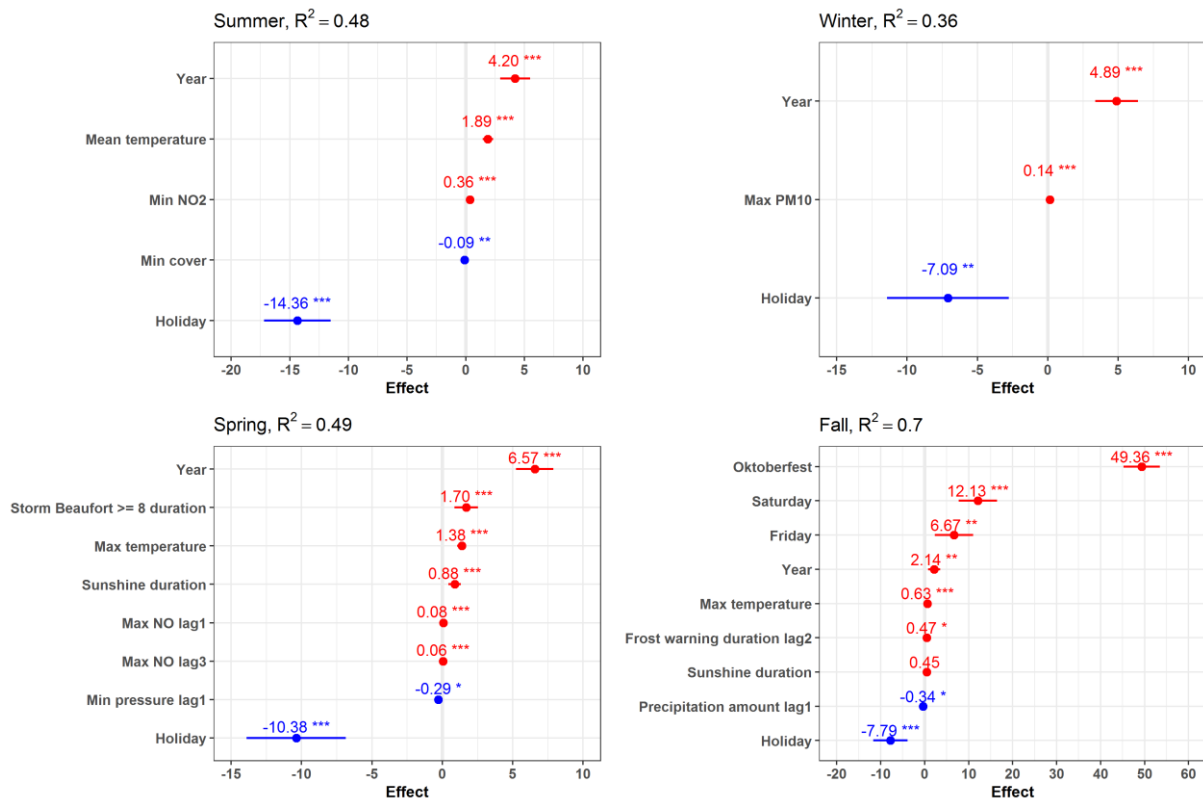 Summer, R² = 0.48
4.20 ***
Year
1.89 ***
Mean temperature
0.36 ***
Min NO2
-0.09 **
Min cover
-14.36 ***
Holiday
-20 -15 -10 -5 0 5 10
Effect
Winter, R² = 0.36
4.89 ***
Year
0.14 ***
Max PM10
-7.09 **
Holiday
-15 -10 -5 0 5 10
Effect
Spring, R² = 0.49
6.57 ***
Year
1.70 ***
Storm Beaufort >= 8 duration
1.38 ***
Max temperature
0.88 ***
Sunshine duration
0.08 ***
Max NO lag1
0.06 ***
Max NO lag3
-0.29 *
Min pressure lag1
-10.38 ***
Holiday
-15 -10 -5 0 5 10
Effect
Fall, R² = 0.7
49.36 ***
Oktoberfest
12.13 ***
Saturday
6.67 **
Friday
2.14 **
Year
0.63 ***
Max temperature
0.47 *
Frost warning duration lag2
0.45
Sunshine duration
-0.34 *
Precipitation amount lag1
-7.79 ***
Holiday
-20 -10 0 10 20 30 40 50 60
Effect